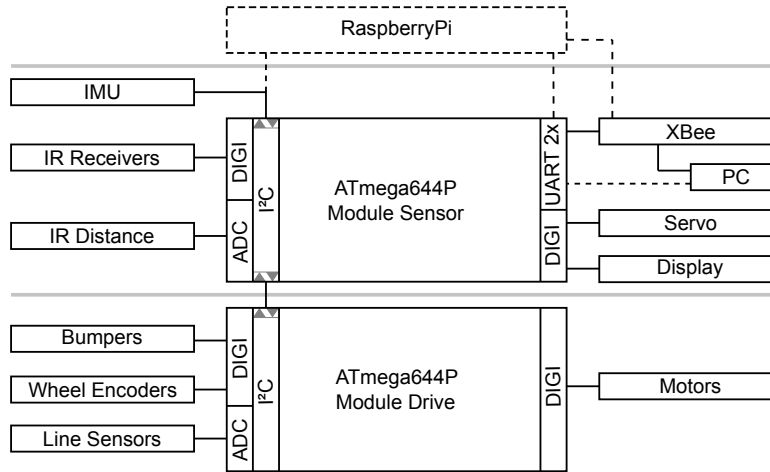 RaspberryPi
IMU
IR Receivers
IR Distance
DIGI
ADC
I²C
ATmega644P
Module Sensor
UART 2x
DIGI
XBee
PC
Servo
Display
Bumpers
Wheel Encoders
Line Sensors
DIGI
ADC
I²C
ATmega644P
Module Drive
DIGI
Motors